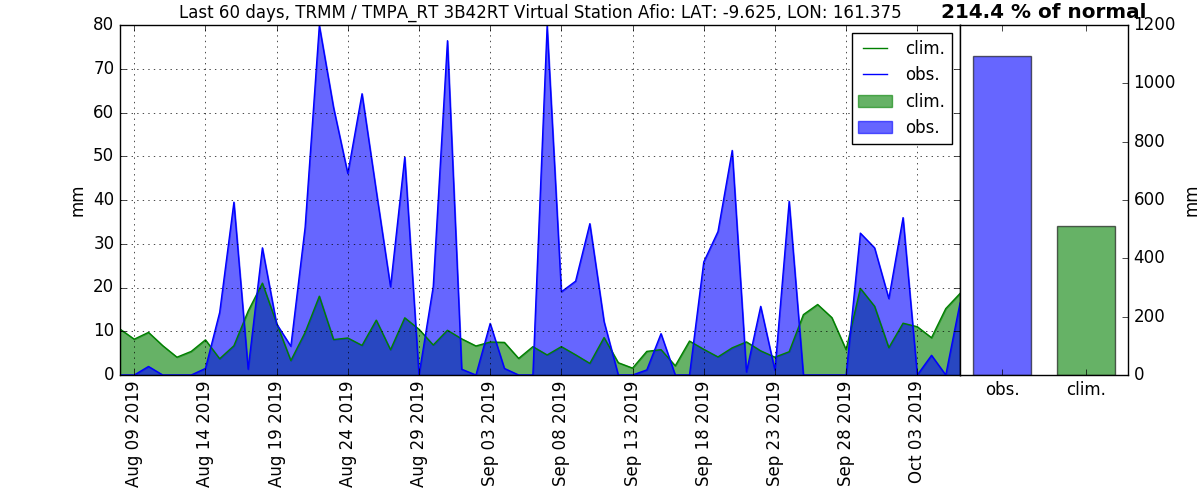 Last 60 days, TRMM / TMPA_RT 3B42RT Virtual Station Afio: LAT: -9.625, LON: 161.375
214.4 % of normal
80
70
60
50
40
30
20
10
0
mm
clim.
obs.
clim.
obs.
1200
1000
800
600
400
200
0
mm
Aug 09 2019
Aug 14 2019
Aug 19 2019
Aug 24 2019
Aug 29 2019
Sep 03 2019
Sep 08 2019
Sep 13 2019
Sep 18 2019
Sep 23 2019
Sep 28 2019
Oct 03 2019
obs.
clim.